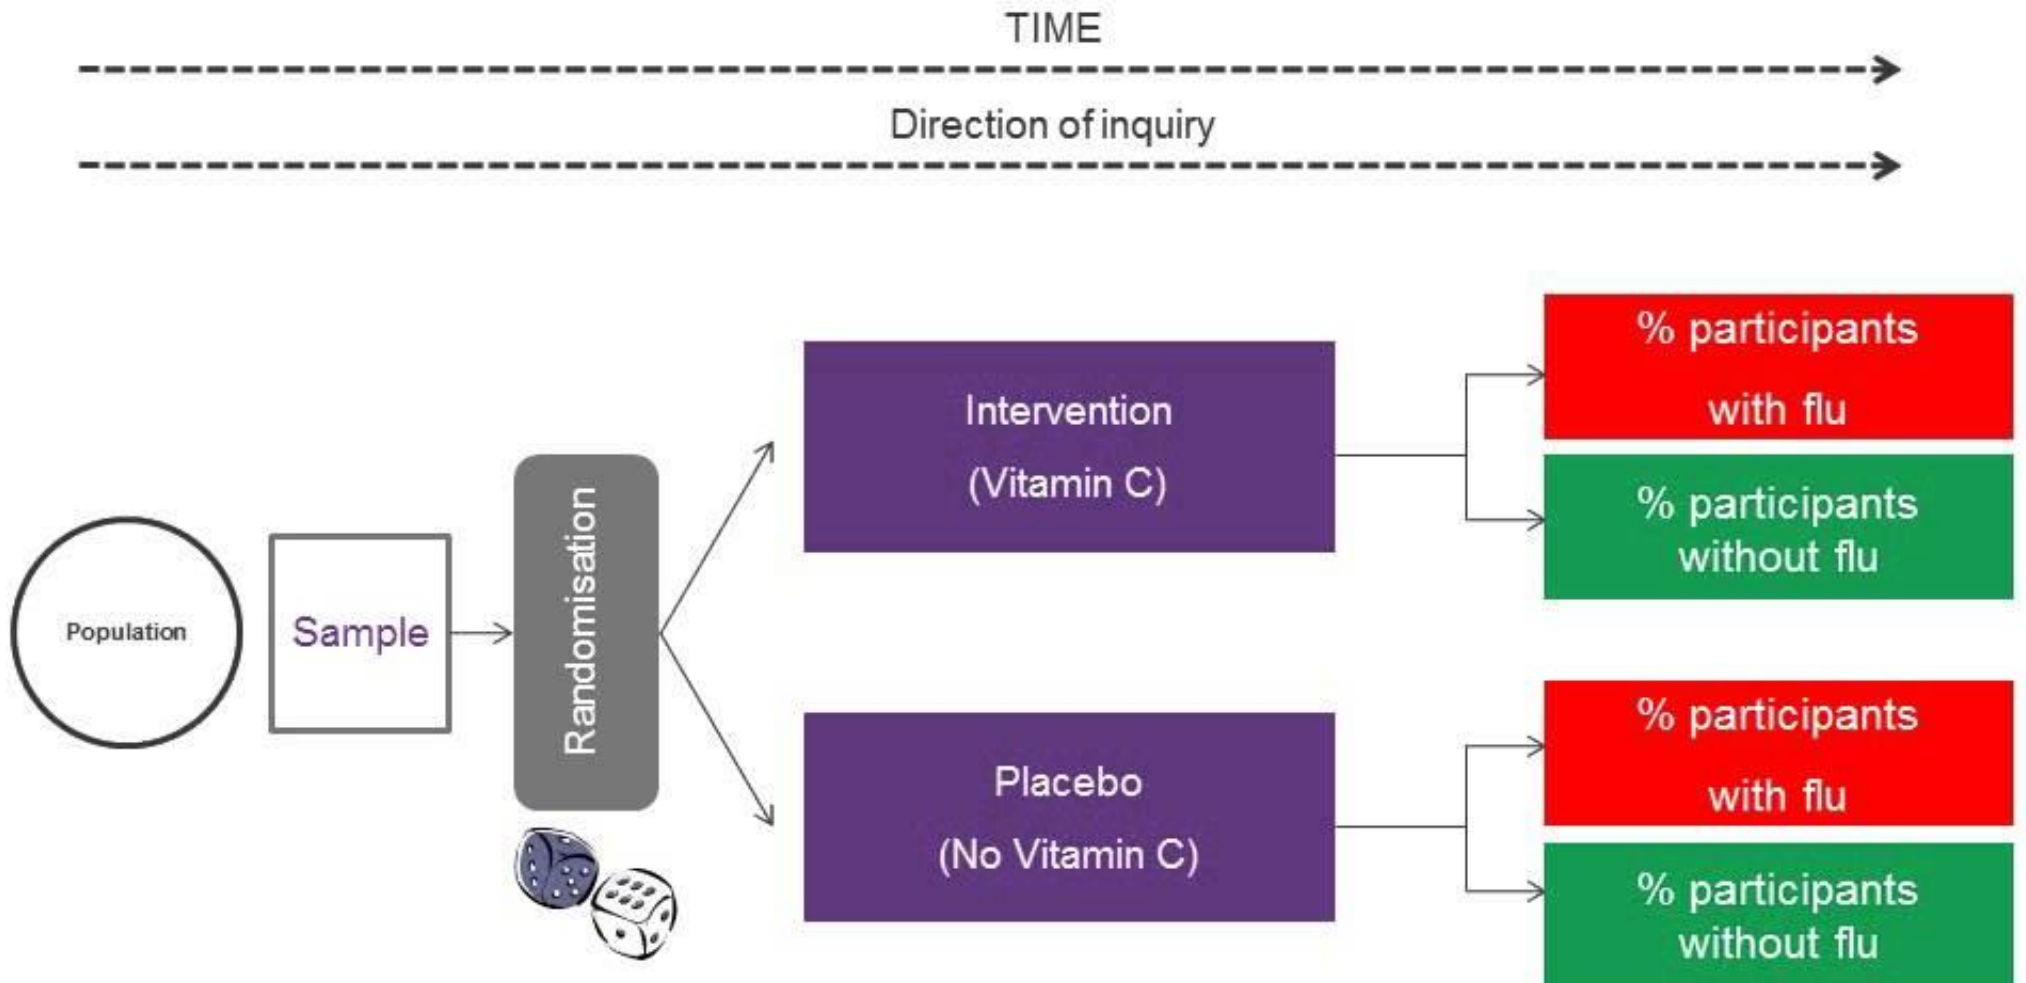 TIME
Direction of inquiry
Population
Sample
Randomisation
Intervention
(Vitamin C)
% participants
with flu
% participants
without flu
Placebo
(No Vitamin C)
% participants
with flu
% participants
without flu